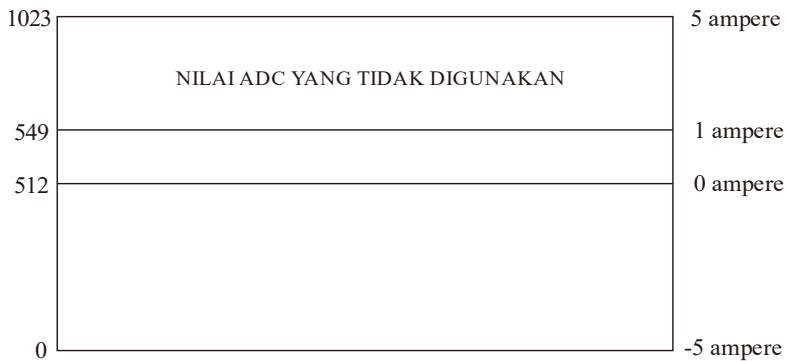 1023 5 ampere
NILAI ADC YANG TIDAK DIGUNAKAN
549 1 ampere
512 0 ampere
0 -5 ampere